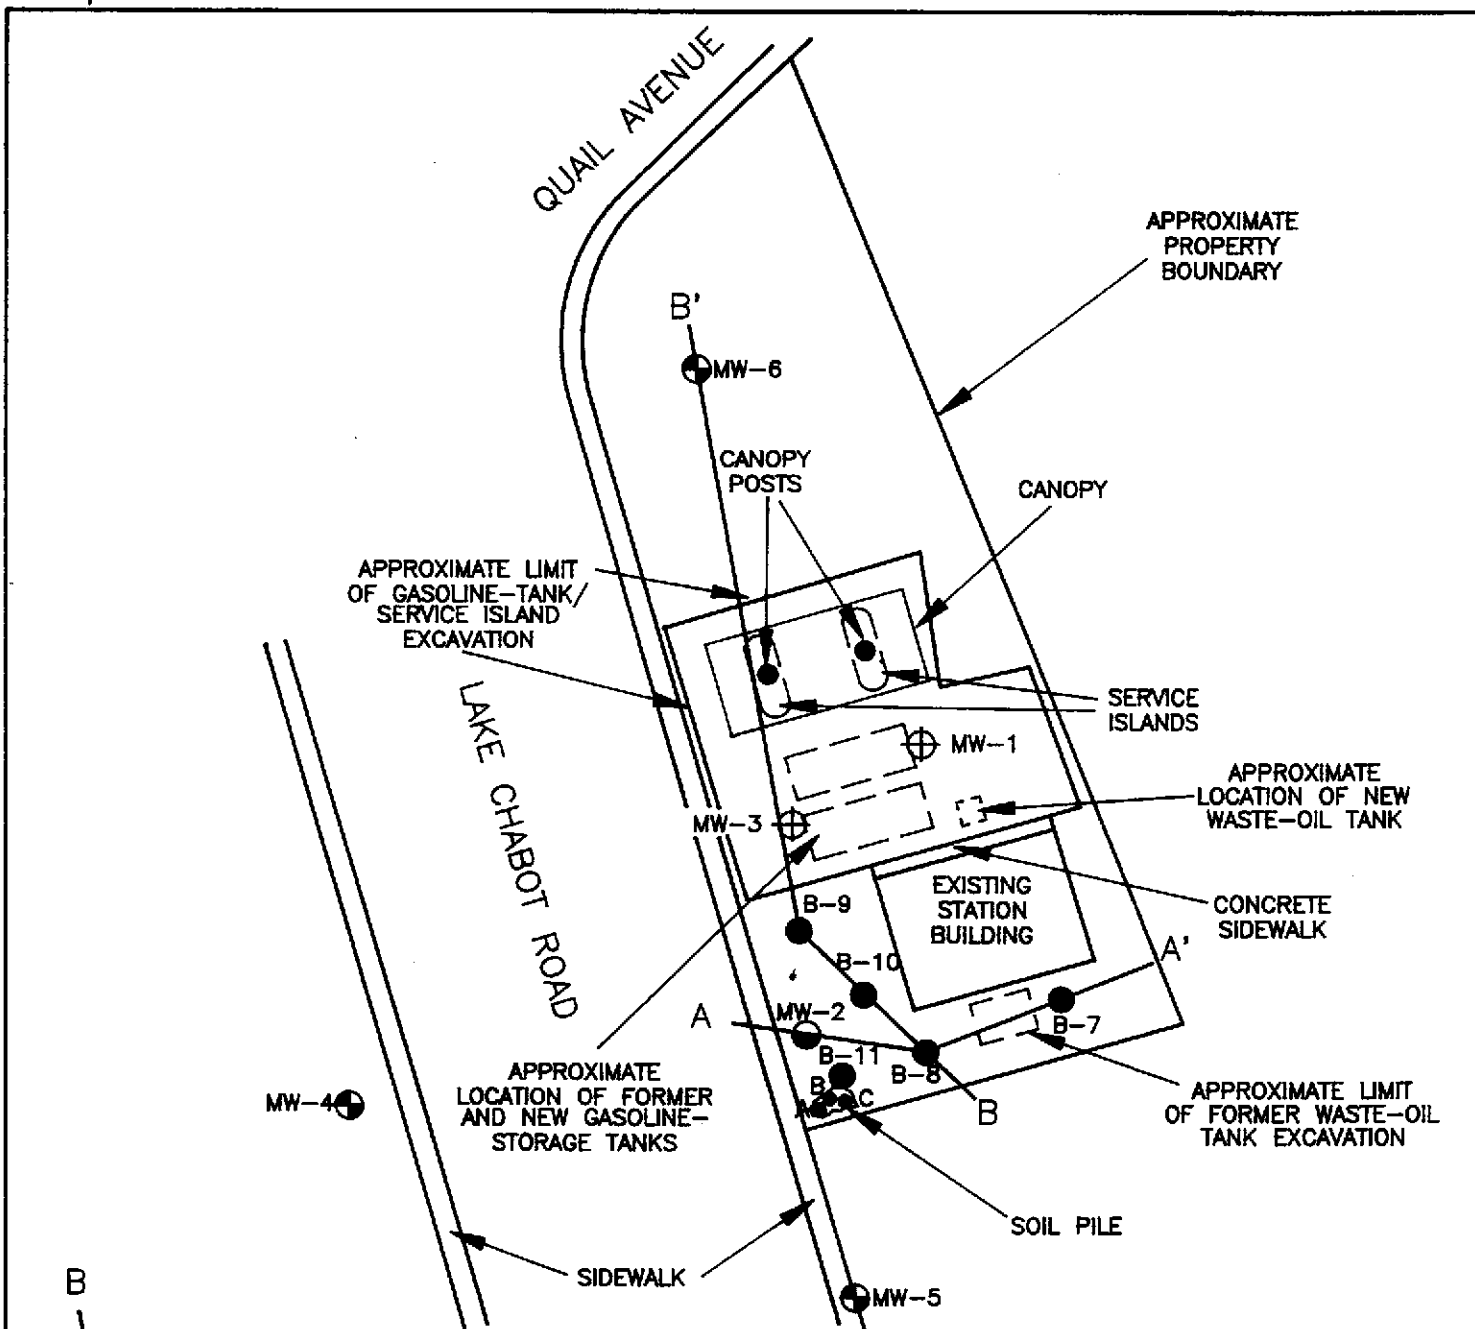 QUAIL AVENUE
APPROXIMATE
PROPERTY
BOUNDARY
B'
MW-6
CANOPY
POSTS
CANOPY
APPROXIMATE LIMIT
OF GASOLINE-TANK/
SERVICE ISLAND
EXCAVATION
SERVICE
ISLANDS
LAKE CHABOT ROAD
MW-1
APPROXIMATE
LOCATION OF NEW
WASTE-OIL TANK
MW-3
EXISTING
STATION
BUILDING
CONCRETE
SIDEWALK
B-9
A'
B-10
A
MW-2
B-7
B-11
B-8
APPROXIMATE
LOCATION OF FORMER
AND NEW GASOLINE-
STORAGE TANKS
B
C
A
B
APPROXIMATE LIMIT
OF FORMER WASTE-OIL
TANK EXCAVATION
MW-4
SOIL PILE
SIDEWALK
B
MW-5